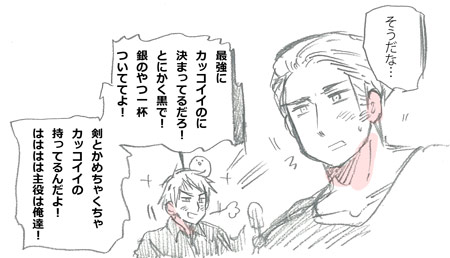 そうだな…
最強に
カッコイイのに
決まってるだろ！
とにかく黒で！
銀のやつ一杯
ついててよ！
剣とかめちゃくちゃ
カッコイイの
持ってるんだよ！
はははは主役は俺達！